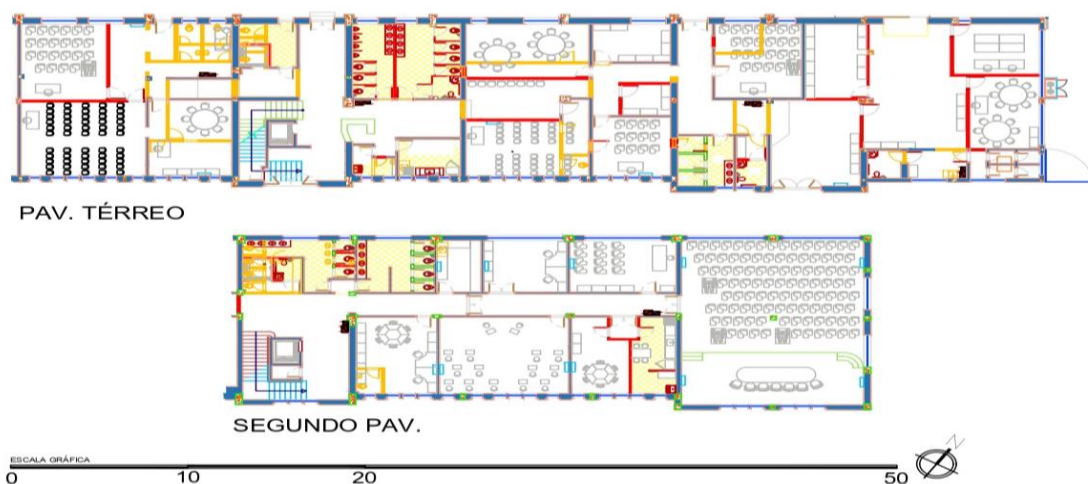 PAV. TÉRREO
SEGUNDO PAV.
ESCALA GRÁFICA
0 10 20 50
N